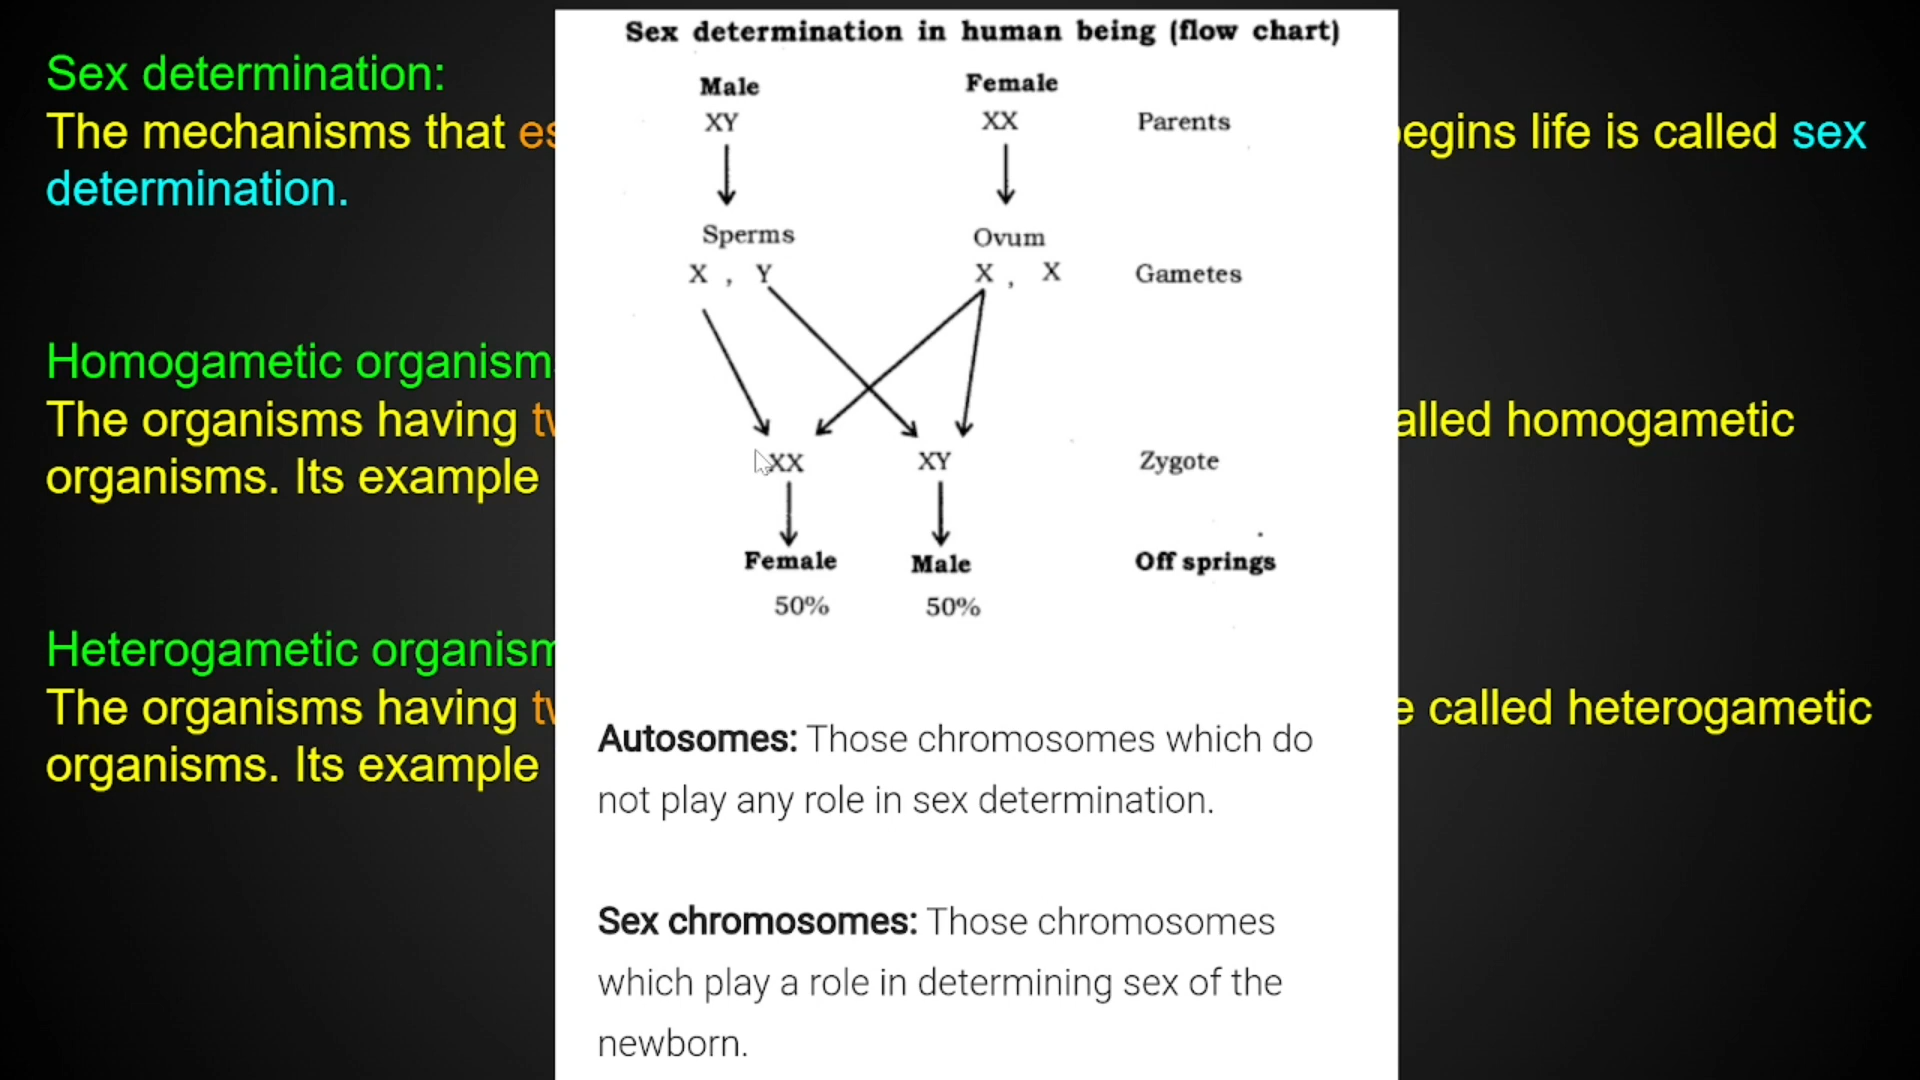 Sex determination:
The mechanisms that
egins life is called sex
determination.
Homogametic organism
The organisms having
alled homogametic
organisms. Its example
Heterogametic organism
The organisms having
called heterogametic
organisms. Its example
Sex determination in human being (flow chart)
Male Female
XY XX Parents
Sperms Ovum
X , Y X , X Gametes
XX XY Zygote
Female Male Off springs
50% 50%
Autosomes: Those chromosomes which do
not play any role in sex determination.
Sex chromosomes: Those chromosomes
which play a role in determining sex of the
newborn.